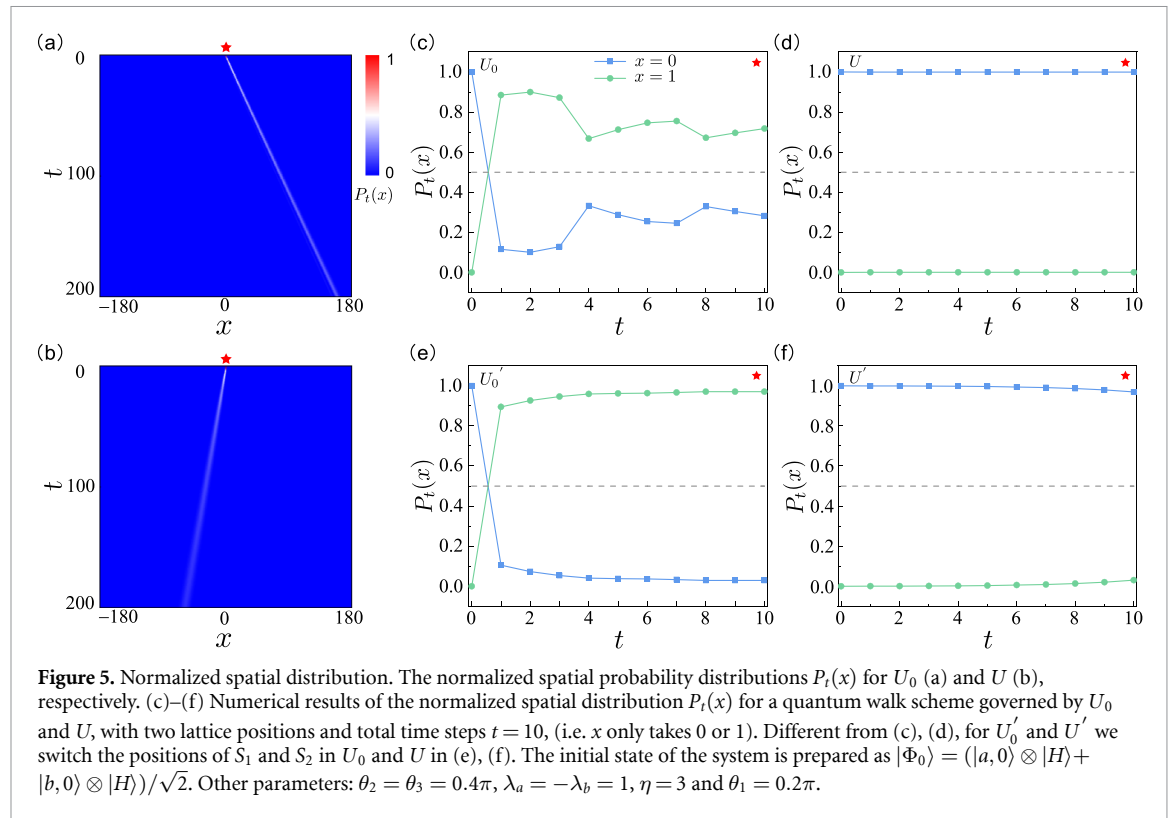 (a)
0
100
200
t
−180
0
180
x
1
0
P_t(x)
(b)
0
100
200
t
−180
0
180
x
(c)
U_0
x = 0
x = 1
1.0
0.8
0.6
0.4
0.2
0.0
P_t(x)
0 2 4 6 8 10
t
(d)
U
1.0
0.8
0.6
0.4
0.2
0.0
P_t(x)
0 2 4 6 8 10
t
(e)
U_0′
1.0
0.8
0.6
0.4
0.2
0.0
P_t(x)
0 2 4 6 8 10
t
(f)
U′
1.0
0.8
0.6
0.4
0.2
0.0
P_t(x)
0 2 4 6 8 10
t
Figure 5. Normalized spatial distribution. The normalized spatial probability distributions P_t(x) for U_0 (a) and U (b),
respectively. (c)–(f) Numerical results of the normalized spatial distribution P_t(x) for a quantum walk scheme governed by U_0
and U, with two lattice positions and total time steps t = 10, (i.e. x only takes 0 or 1). Different from (c), (d), for U_0′ and U′ we
switch the positions of S_1 and S_2 in U_0 and U in (e), (f). The initial state of the system is prepared as |Φ_0⟩ = (|a, 0⟩ ⊗ |H⟩+
|b, 0⟩ ⊗ |H⟩)/√2. Other parameters: θ_2 = θ_3 = 0.4π, λ_a = −λ_b = 1, η = 3 and θ_1 = 0.2π.